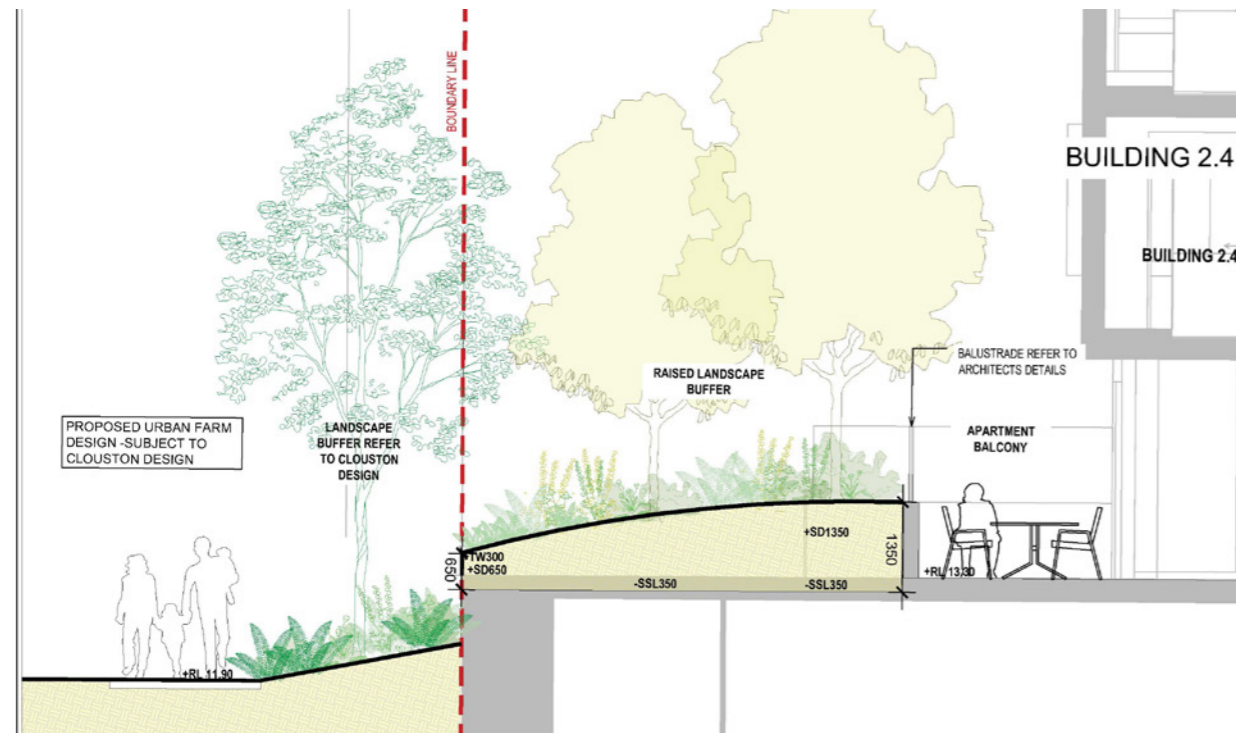 BOUNDARY LINE
BUILDING 2.4
BUILDING 2.4
BALUSTRADE REFER TO
ARCHITECTS DETAILS
RAISED LANDSCAPE
BUFFER
PROPOSED URBAN FARM
DESIGN -SUBJECT TO
CLOUSTON DESIGN
LANDSCAPE
BUFFER REFER
TO CLOUSTON
DESIGN
APARTMENT
BALCONY
+SD1350
1350
650
+TW300
+SD650
+RL 13.30
-SSL350
-SSL350
+RL 11.90